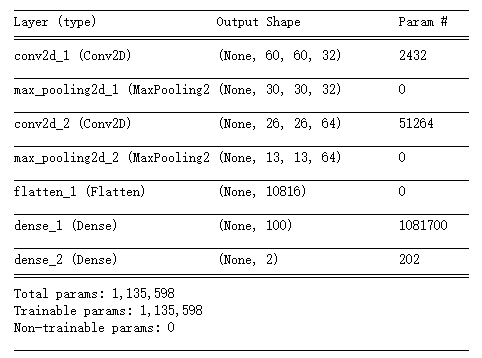 Layer (type) Output Shape Param #
conv2d_1 (Conv2D) (None, 60, 60, 32) 2432
max_pooling2d_1 (MaxPooling2 (None, 30, 30, 32) 0
conv2d_2 (Conv2D) (None, 26, 26, 64) 51264
max_pooling2d_2 (MaxPooling2 (None, 13, 13, 64) 0
flatten_1 (Flatten) (None, 10816) 0
dense_1 (Dense) (None, 100) 1081700
dense_2 (Dense) (None, 2) 202
Total params: 1,135,598
Trainable params: 1,135,598
Non-trainable params: 0